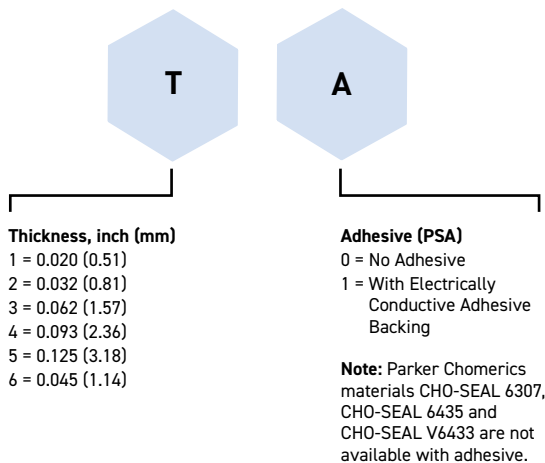 T
A
Thickness, inch (mm)
1 = 0.020 (0.51)
2 = 0.032 (0.81)
3 = 0.062 (1.57)
4 = 0.093 (2.36)
5 = 0.125 (3.18)
6 = 0.045 (1.14)
Adhesive (PSA)
0 = No Adhesive
1 = With Electrically
Conductive Adhesive
Backing
Note: Parker Chomerics
materials CHO-SEAL 6307,
CHO-SEAL 6435 and
CHO-SEAL V6433 are not
available with adhesive.